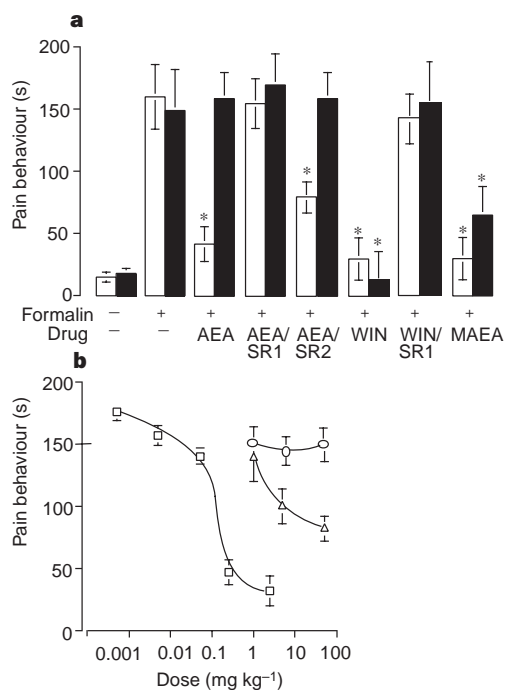 a
Pain behaviour (s)
200
150
100
50
0
* * * * * *
Formalin – + + + + + + +
Drug – – AEA AEA/ AEA/ WIN WIN/ MAEA
SR1 SR2 SR1
b
Pain behaviour (s)
200
150
100
50
0
0.001 0.01 0.1 1 10 100
Dose (mg kg⁻¹)